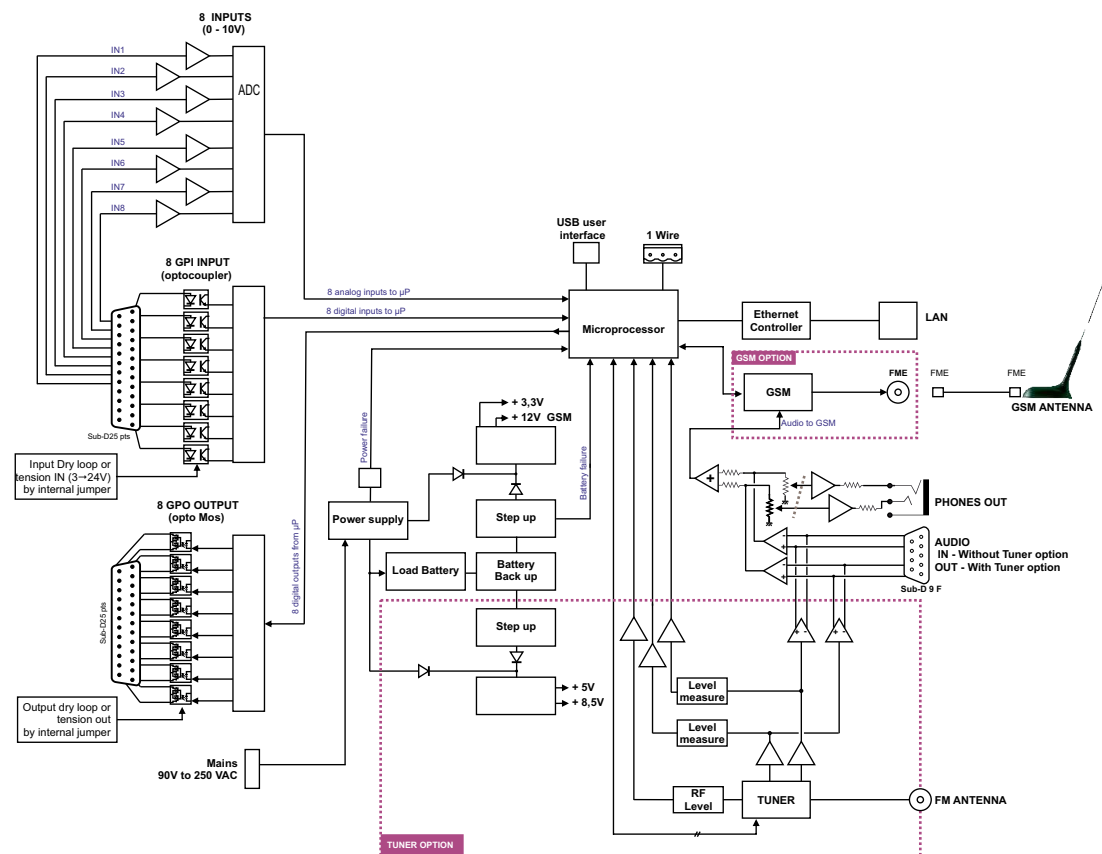 8 INPUTS
(0 - 10V)
IN1
IN2
IN3
IN4
IN5
IN6
IN7
IN8
ADC
8 GPI INPUT
(optocoupler)
Sub-D25 pts
Input Dry loop or
tension IN (3→24V)
by internal jumper
8 GPO OUTPUT
(opto Mos)
Sub-D25 pts
Output dry loop or
tension out
by internal jumper
Mains
90V to 250 VAC
8 analog inputs to µP
8 digital inputs to µP
8 digital outputs from µP
Power failure
Power supply
Load Battery
+ 3,3V
+ 12V GSM
Step up
Battery
Back up
Step up
+ 5V
+ 8,5V
Battery failure
USB user
interface
1 Wire
Microprocessor
Ethernet
Controller
LAN
GSM OPTION
GSM
FME
FME
FME
GSM ANTENNA
Audio to GSM
+
PHONES OUT
-
+
-
+
AUDIO
IN - Without Tuner option
OUT - With Tuner option
Sub-D 9 F
+ -
+ -
Level
measure
Level
measure
RF
Level
TUNER
FM ANTENNA
TUNER OPTION